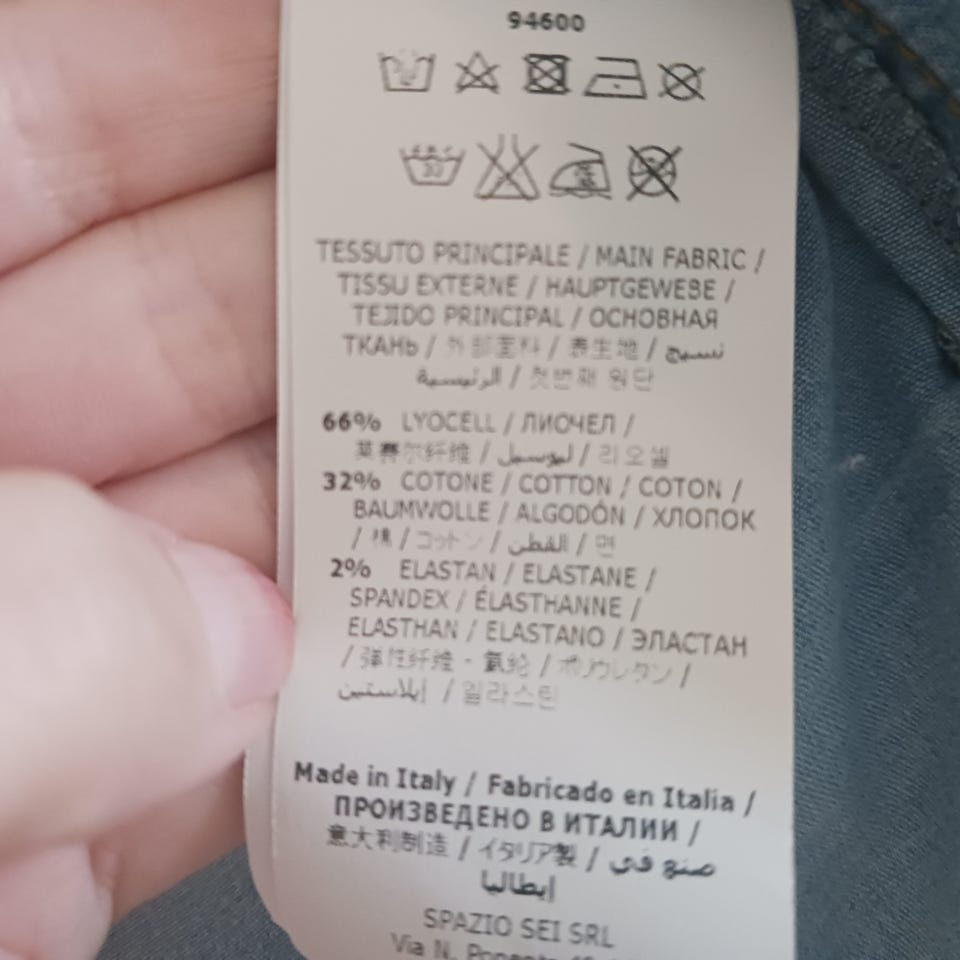 94600
TESSUTO PRINCIPALE / MAIN FABRIC /
TISSU EXTERNE / HAUPTGEWEBE /
TEJIDO PRINCIPAL / ОСНОВНАЯ
ТКАНЬ / 外部面料 / 表生地 / نسيج
الرئيسية / 첫번째 원단
66% LYOCELL / ЛИОЧЕЛ /
莱赛尔纤维 / ليوسيل / 리오셀
32% COTONE / COTTON / COTON /
BAUMWOLLE / ALGODÓN / ХЛОПОК
/ 棉 / コットン / القطن / 면
2% ELASTAN / ELASTANE /
SPANDEX / ÉLASTHANNE /
ELASTHAN / ELASTANO / ЭЛАСТАН
/ 弹性纤维 - 氨纶 / ポリウレタン /
إيلاستين / 일라스틴
Made in Italy / Fabricado en Italia /
ПРОИЗВЕДЕНО В ИТАЛИИ /
意大利制造 / イタリア製 / صنع في
إيطاليا
SPAZIO SEI SRL
Via N.